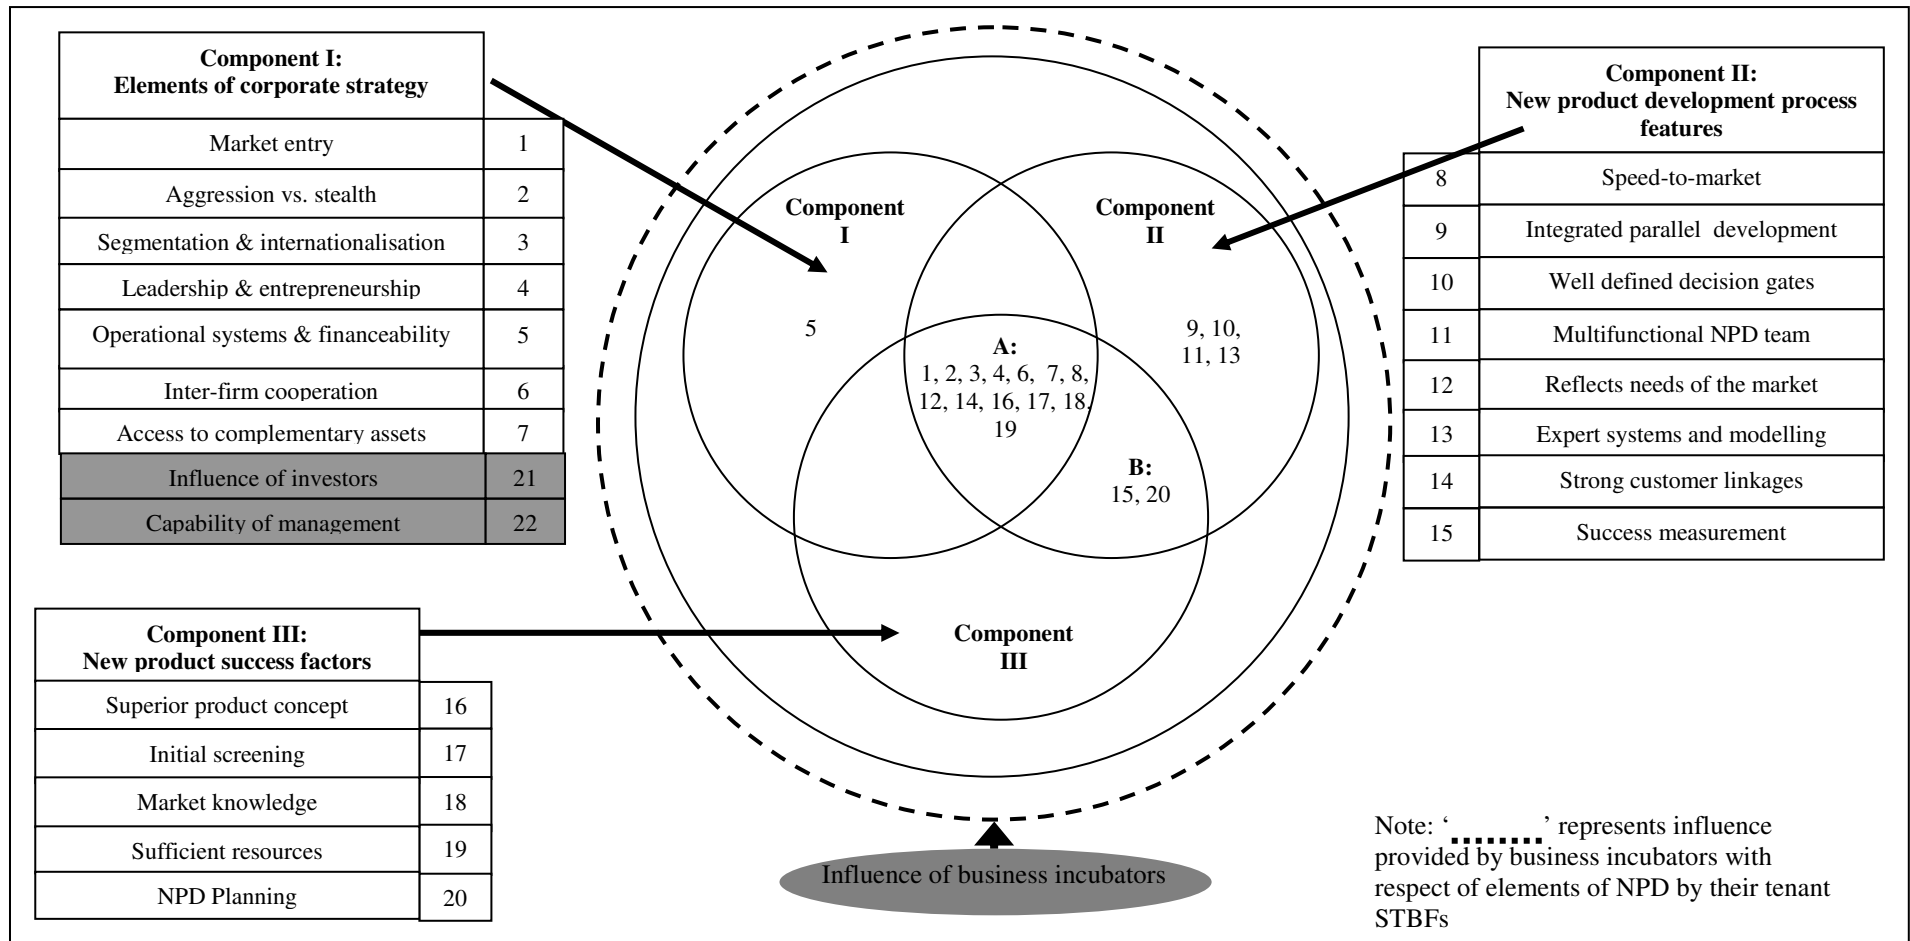 Component I:
Elements of corporate strategy
Market entry 1
Aggression vs. stealth 2
Segmentation & internationalisation 3
Leadership & entrepreneurship 4
Operational systems & financeability 5
Inter-firm cooperation 6
Access to complementary assets 7
Influence of investors 21
Capability of management 22
Component III:
New product success factors
Superior product concept 16
Initial screening 17
Market knowledge 18
Sufficient resources 19
NPD Planning 20
Component
I
5
Component
II
9, 10,
11, 13
A:
1, 2, 3, 4, 6, 7, 8,
12, 14, 16, 17, 18,
19
B:
15, 20
Component
III
Influence of business incubators
Component II:
New product development process
features
8 Speed-to-market
9 Integrated parallel development
10 Well defined decision gates
11 Multifunctional NPD team
12 Reflects needs of the market
13 Expert systems and modelling
14 Strong customer linkages
15 Success measurement
Note: ‘........’ represents influence
provided by business incubators with
respect of elements of NPD by their tenant
STBFs